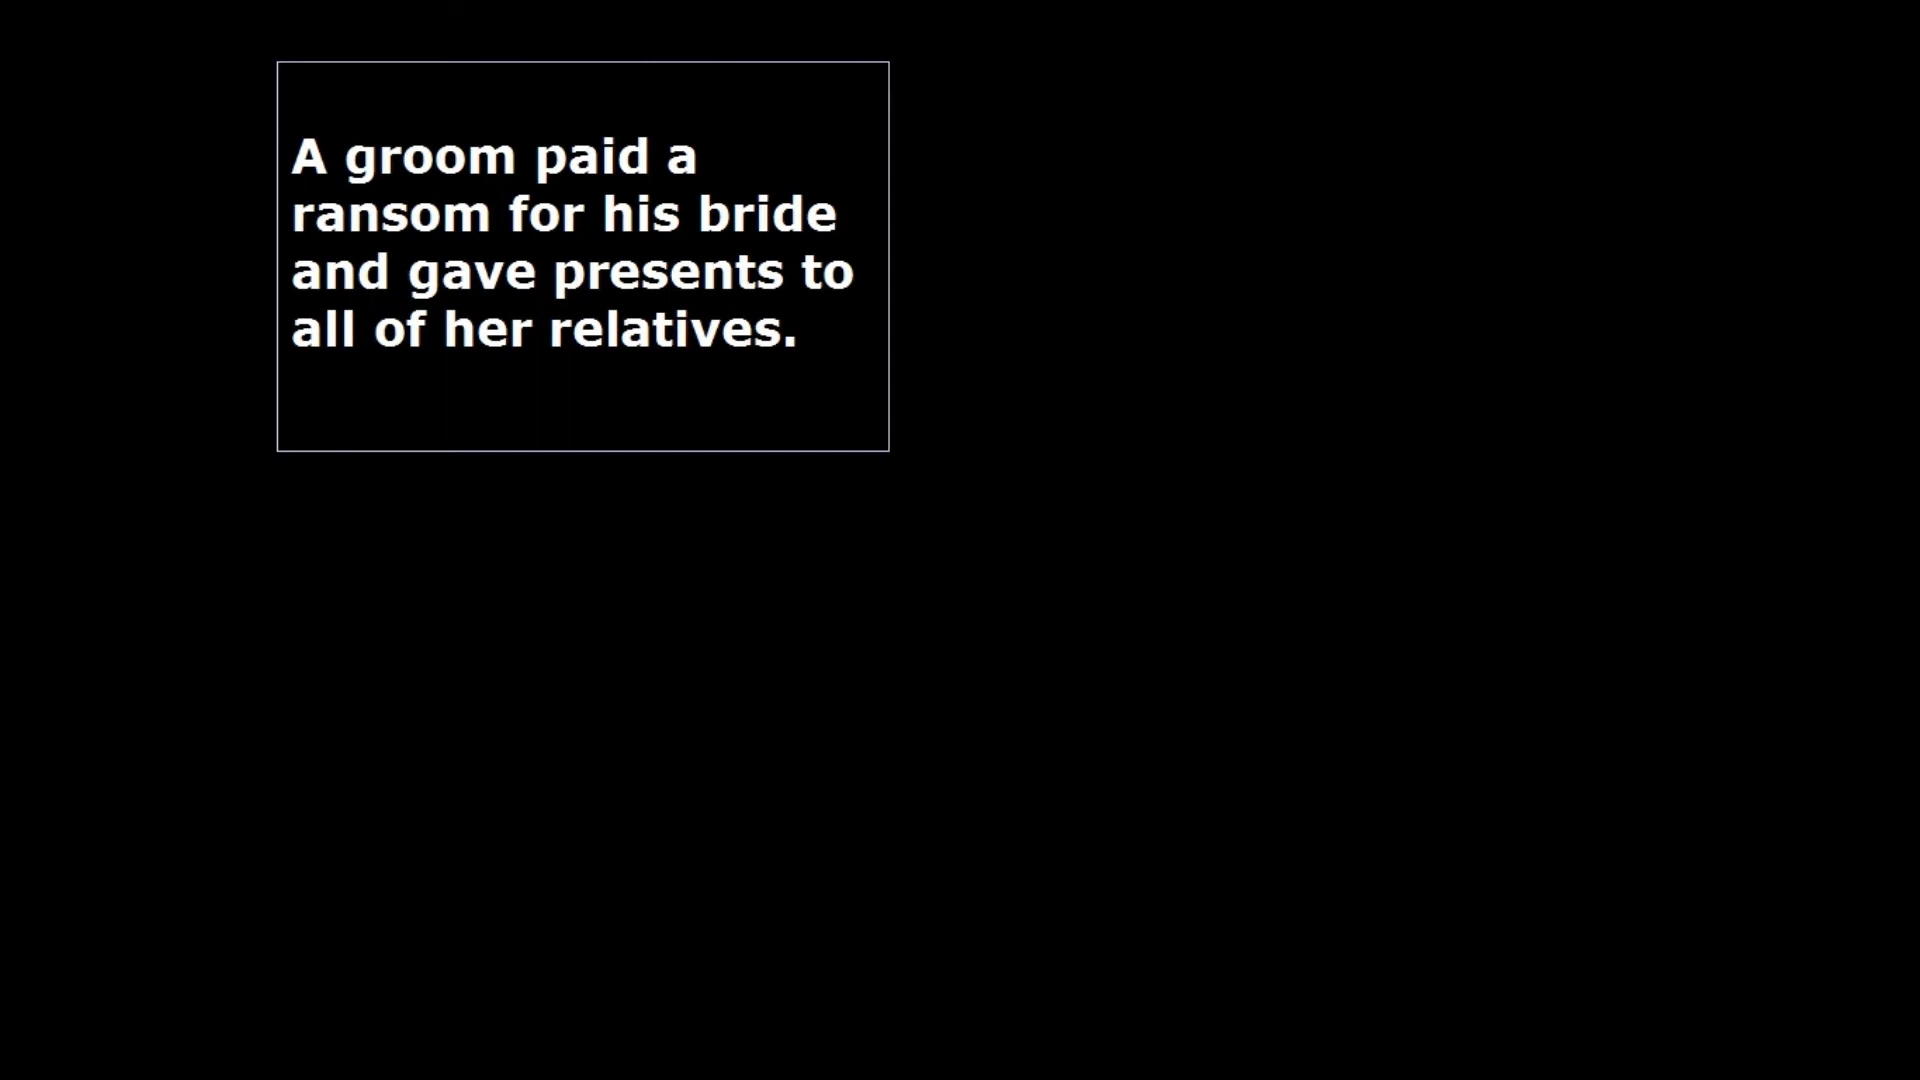 A groom paid a
ransom for his bride
and gave presents to
all of her relatives.